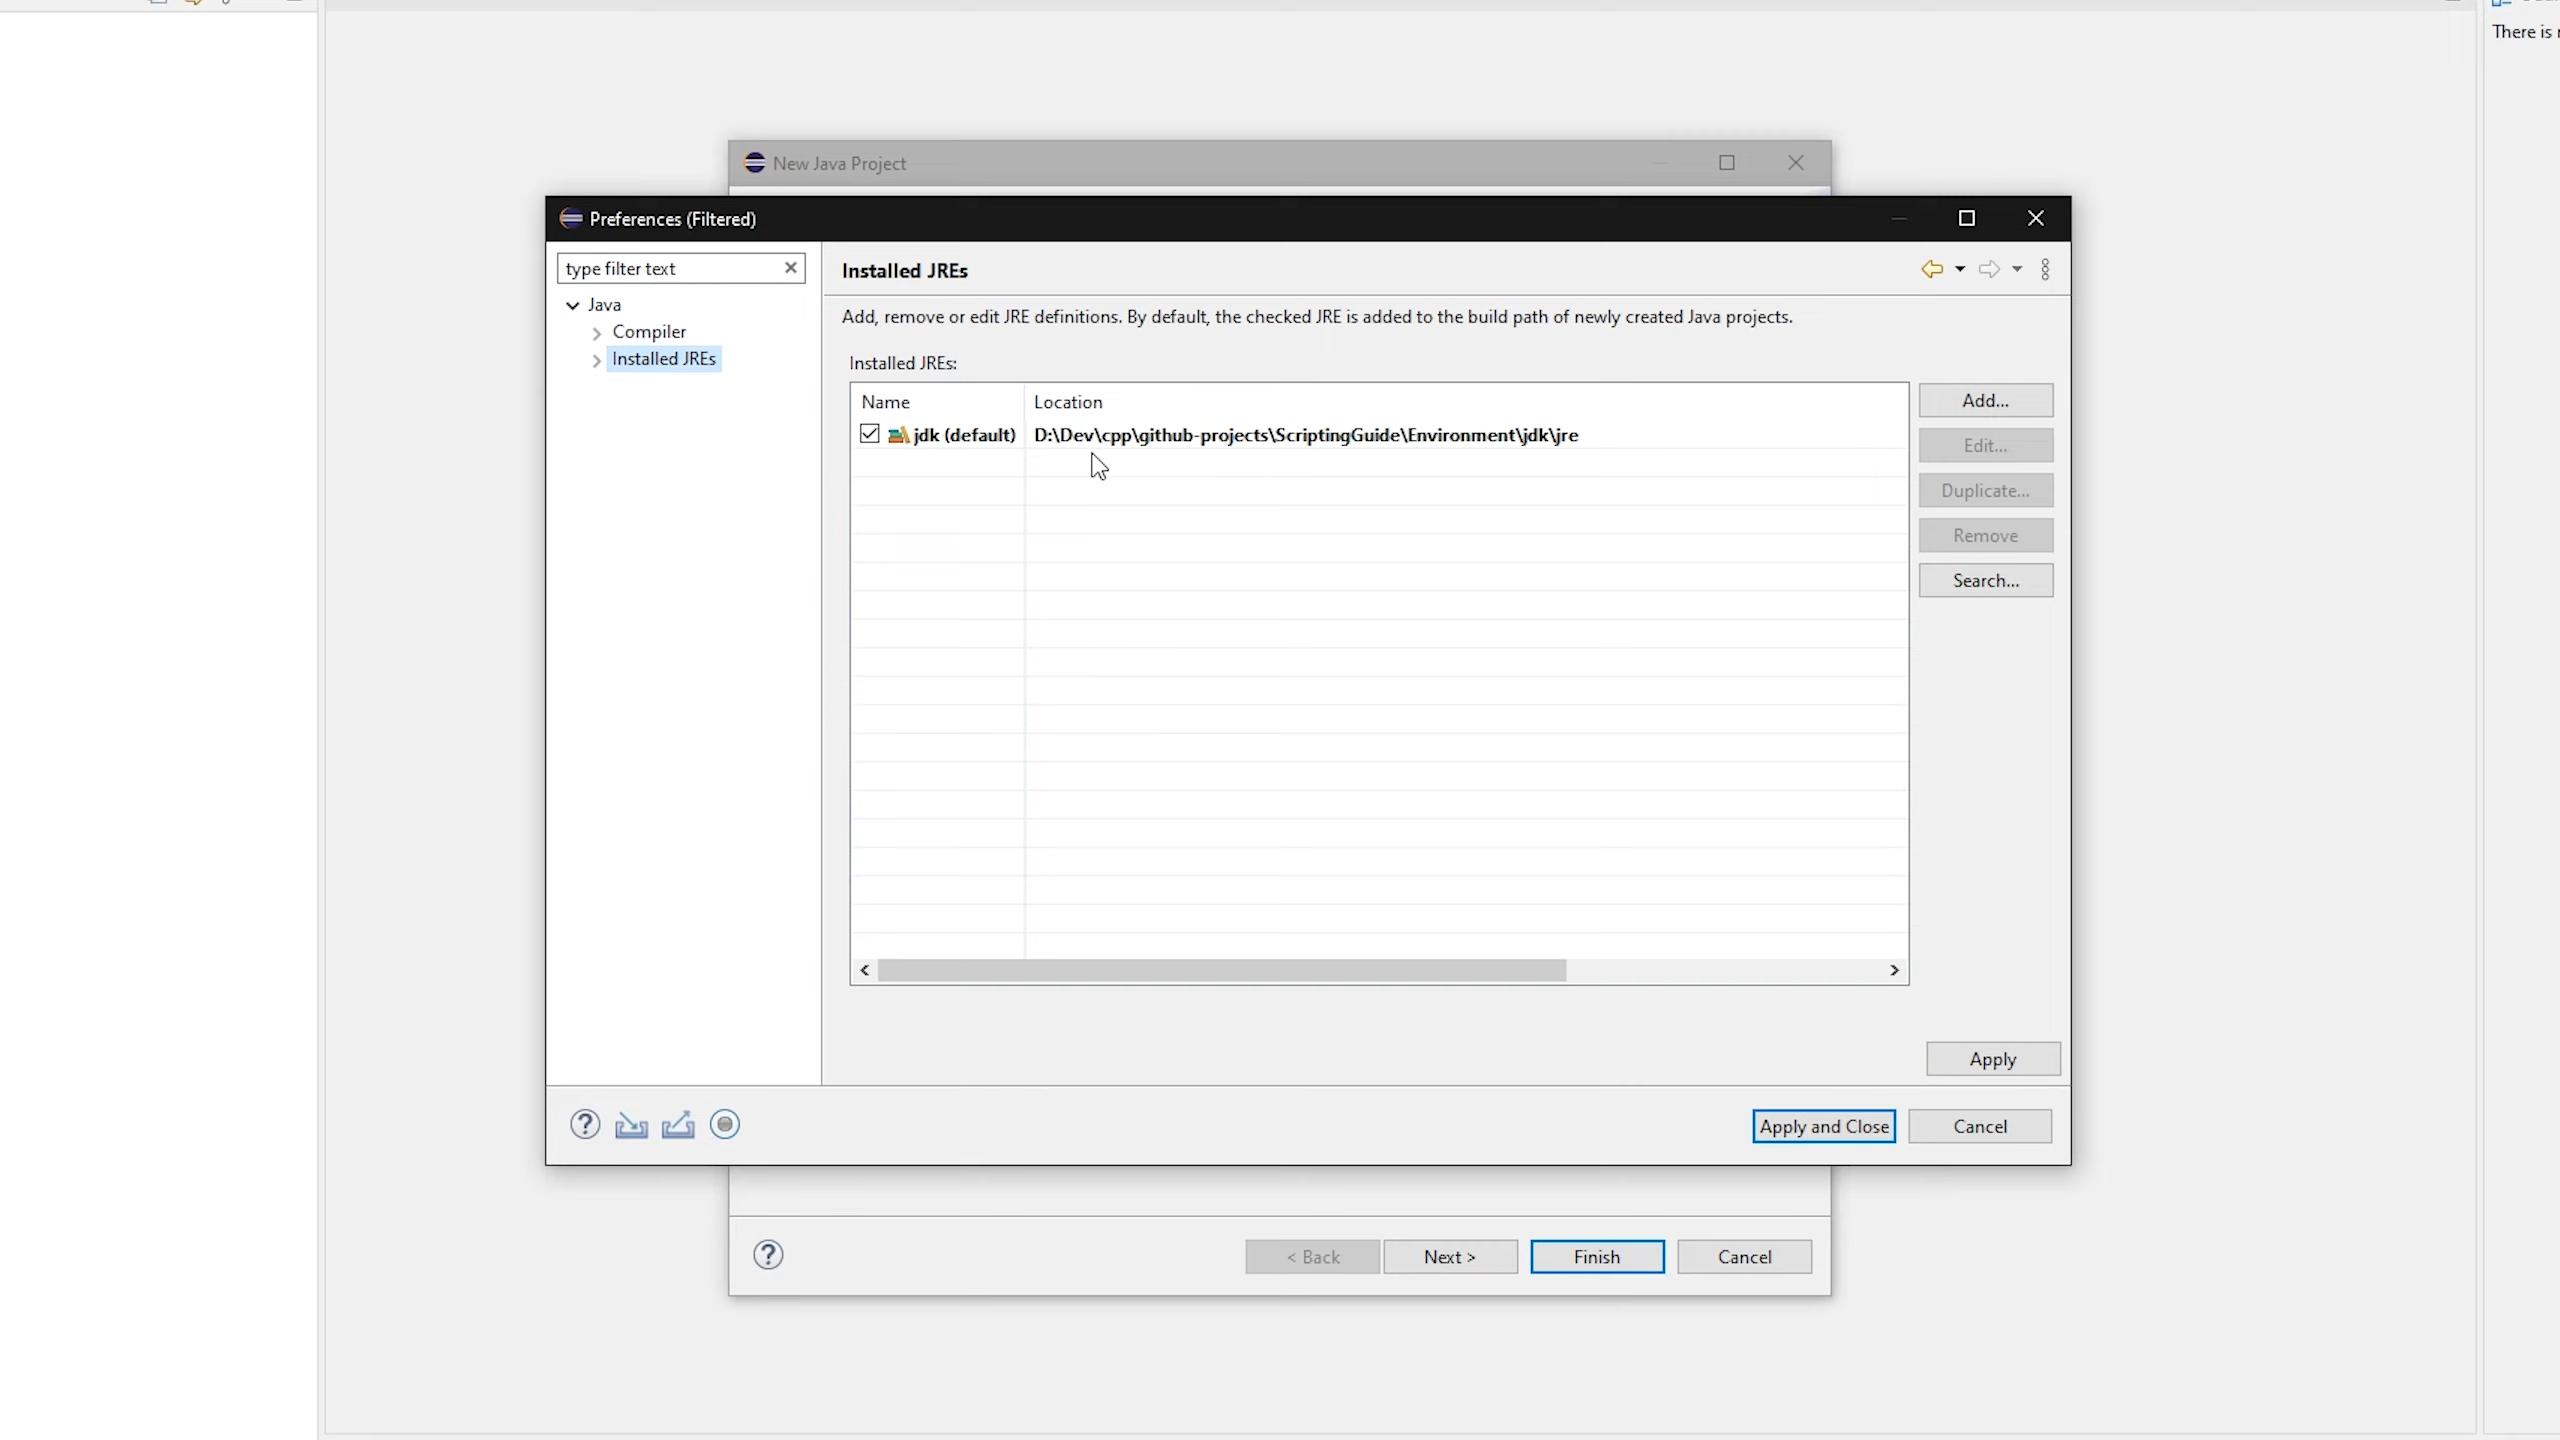 There is
New Java Project
Preferences (Filtered)
type filter text
Java
Compiler
Installed JREs
Installed JREs
Add, remove or edit JRE definitions. By default, the checked JRE is added to the build path of newly created Java projects.
Installed JREs:
Name Location
jdk (default) D:\Dev\cpp\github-projects\ScriptingGuide\Environment\jdk\jre
Add...
Edit...
Duplicate...
Remove
Search...
Apply
Apply and Close Cancel
< Back Next > Finish Cancel